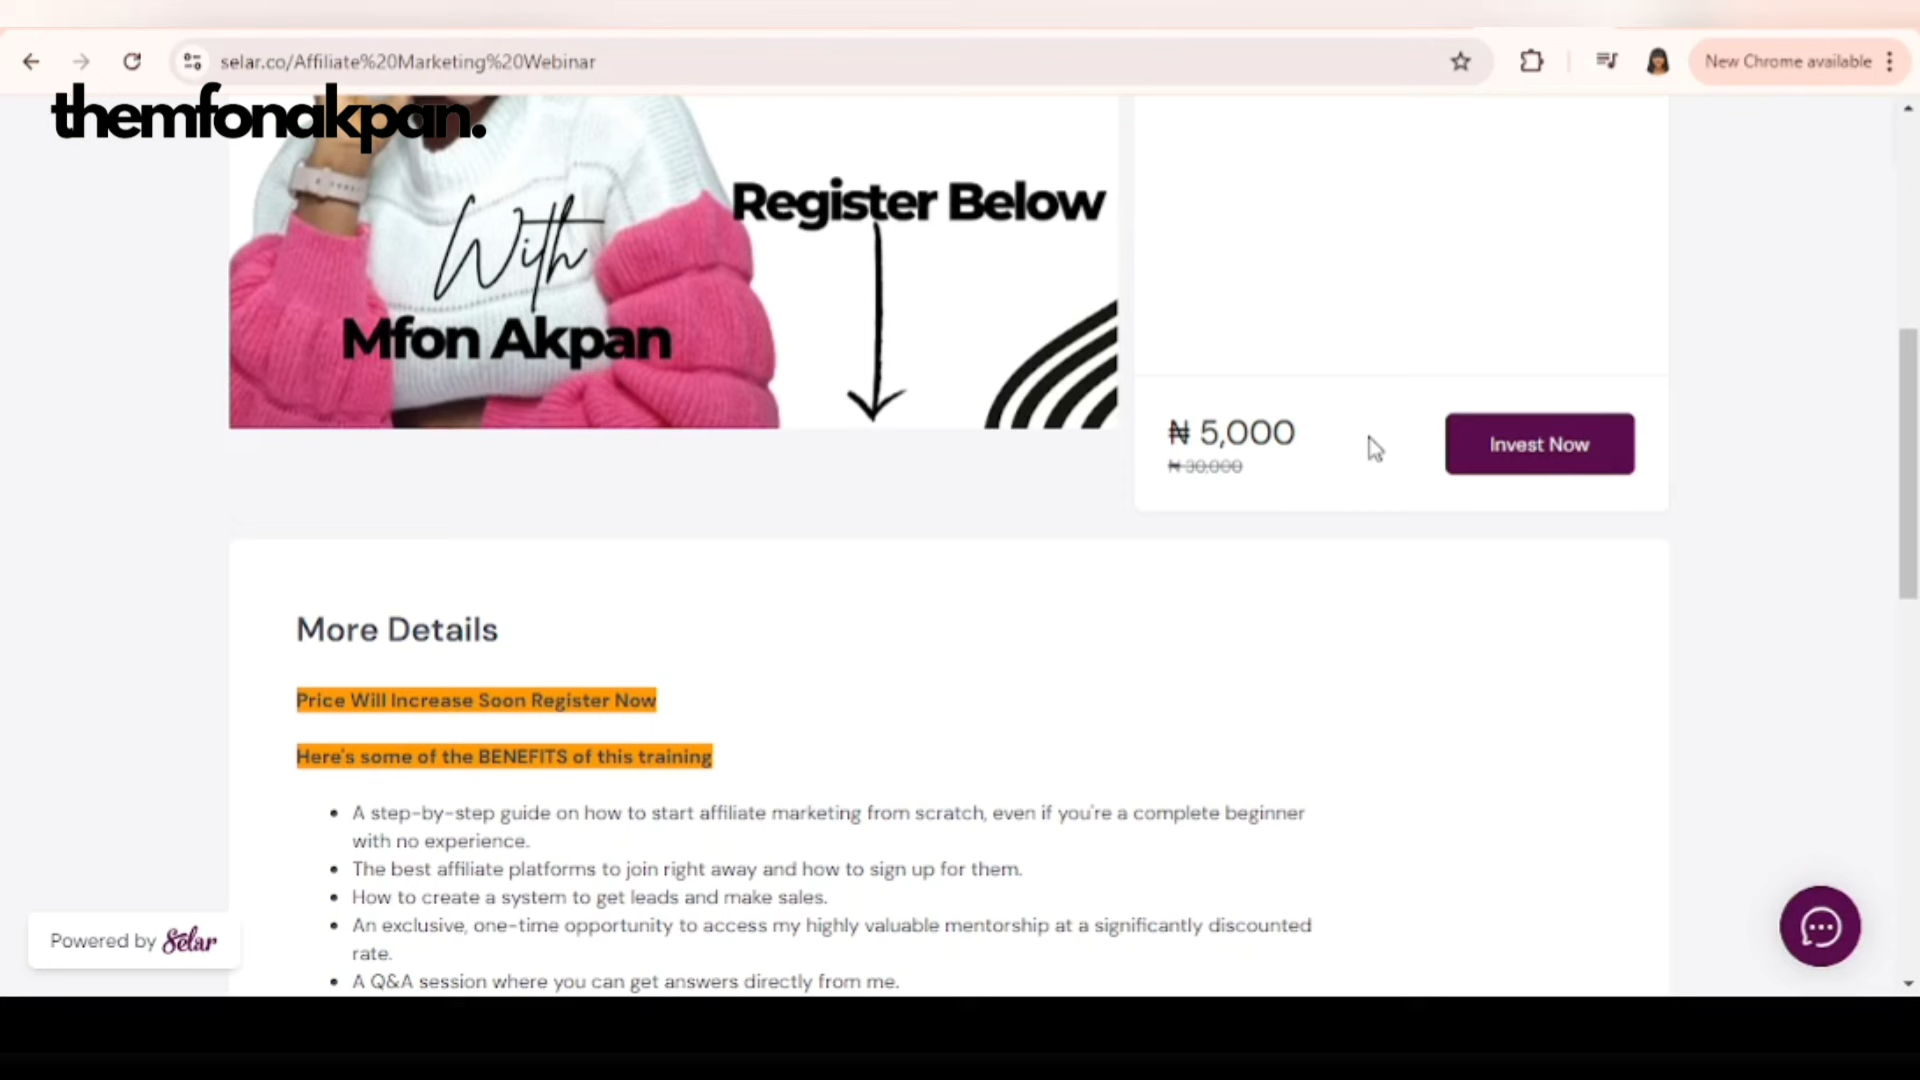 selar.co/Affiliate%20Marketing%20Webinar
New Chrome available
themfonakpan.
Register Below
With
Mfon Akpan
₦ 5,000
₦ 30,000
Invest Now
More Details
Price Will Increase Soon Register Now
Here's some of the BENEFITS of this training
• A step-by-step guide on how to start affiliate marketing from scratch, even if you're a complete beginner
with no experience.
• The best affiliate platforms to join right away and how to sign up for them.
• How to create a system to get leads and make sales.
• An exclusive, one-time opportunity to access my highly valuable mentorship at a significantly discounted
rate.
• A Q&A session where you can get answers directly from me.
Powered by Selar